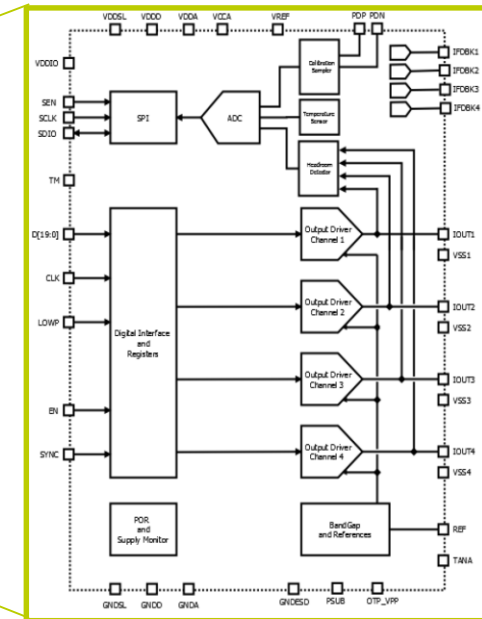 VDDSL VDDD VDDA VCCA VREF PDP PDN
VDDIO
SEN
SCLK
SDIO
TM
D[19:0]
CLK
LOWP
EN
SYNC
SPI
ADC
Calibration
Sampler
Temperature
Sensor
Headroom
Detector
IFDBK1
IFDBK2
IFDBK3
IFDBK4
Digital Interface
and
Registers
Output Driver
Channel 1
Output Driver
Channel 2
Output Driver
Channel 3
Output Driver
Channel 4
IOUT1
VSS1
IOUT2
VSS2
IOUT3
VSS3
IOUT4
VSS4
POR
and
Supply Monitor
BandGap
and References
REF
TANA
GNDSL GNDD GNDA GNDESD PSUB OTP_VPP